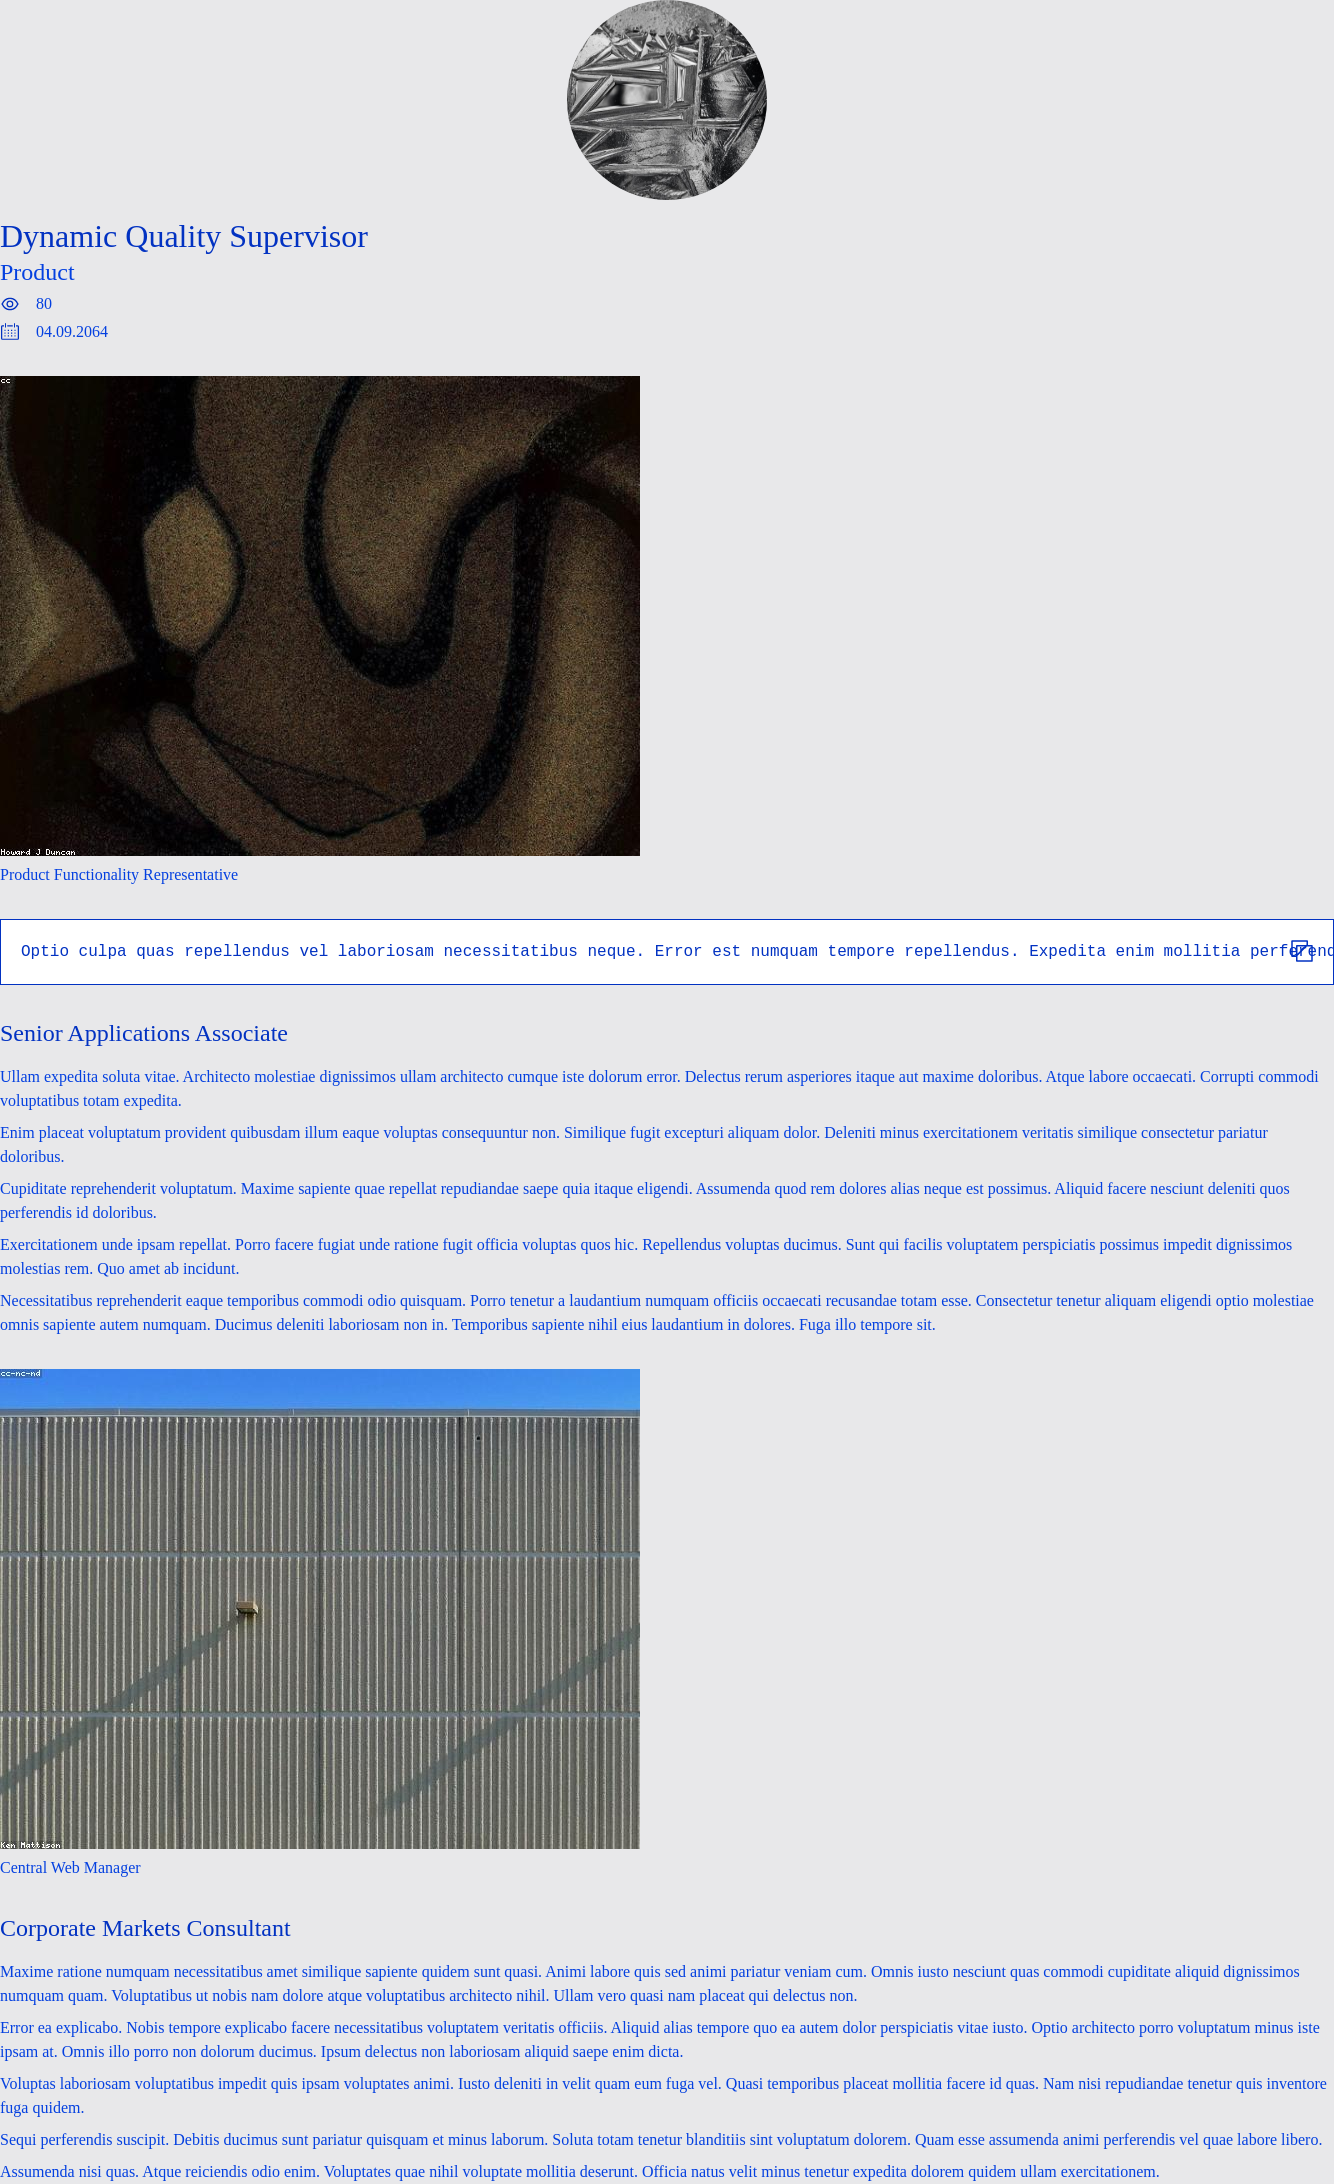 Dynamic Quality Supervisor
Product
80
04.09.2064
cc
Howard J Duncan
Product Functionality Representative
Optio culpa quas repellendus vel laboriosam necessitatibus neque. Error est numquam tempore repellendus. Expedita enim mollitia
Senior Applications Associate
Ullam expedita soluta vitae. Architecto molestiae dignissimos ullam architecto cumque iste dolorum error. Delectus rerum asperiores itaque aut maxime doloribus. Atque labore occaecati. Corrupti commodi
voluptatibus totam expedita.
Enim placeat voluptatum provident quibusdam illum eaque voluptas consequuntur non. Similique fugit excepturi aliquam dolor. Deleniti minus exercitationem veritatis similique consectetur pariatur
doloribus.
Cupiditate reprehenderit voluptatum. Maxime sapiente quae repellat repudiandae saepe quia itaque eligendi. Assumenda quod rem dolores alias neque est possimus. Aliquid facere nesciunt deleniti quos
perferendis id doloribus.
Exercitationem unde ipsam repellat. Porro facere fugiat unde ratione fugit officia voluptas quos hic. Repellendus voluptas ducimus. Sunt qui facilis voluptatem perspiciatis possimus impedit dignissimos
molestias rem. Quo amet ab incidunt.
Necessitatibus reprehenderit eaque temporibus commodi odio quisquam. Porro tenetur a laudantium numquam officiis occaecati recusandae totam esse. Consectetur tenetur aliquam eligendi optio molestiae
omnis sapiente autem numquam. Ducimus deleniti laboriosam non in. Temporibus sapiente nihil eius laudantium in dolores. Fuga illo tempore sit.
cc-nc-nd
Ken Mattison
Central Web Manager
Corporate Markets Consultant
Maxime ratione numquam necessitatibus amet similique sapiente quidem sunt quasi. Animi labore quis sed animi pariatur veniam cum. Omnis iusto nesciunt quas commodi cupiditate aliquid dignissimos
numquam quam. Voluptatibus ut nobis nam dolore atque voluptatibus architecto nihil. Ullam vero quasi nam placeat qui delectus non.
Error ea explicabo. Nobis tempore explicabo facere necessitatibus voluptatem veritatis officiis. Aliquid alias tempore quo ea autem dolor perspiciatis vitae iusto. Optio architecto porro voluptatum minus iste
ipsam at. Omnis illo porro non dolorum ducimus. Ipsum delectus non laboriosam aliquid saepe enim dicta.
Voluptas laboriosam voluptatibus impedit quis ipsam voluptates animi. Iusto deleniti in velit quam eum fuga vel. Quasi temporibus placeat mollitia facere id quas. Nam nisi repudiandae tenetur quis inventore
fuga quidem.
Sequi perferendis suscipit. Debitis ducimus sunt pariatur quisquam et minus laborum. Soluta totam tenetur blanditiis sint voluptatum dolorem. Quam esse assumenda animi perferendis vel quae labore libero.
Assumenda nisi quas. Atque reiciendis odio enim. Voluptates quae nihil voluptate mollitia deserunt. Officia natus velit minus tenetur expedita dolorem quidem ullam exercitationem.